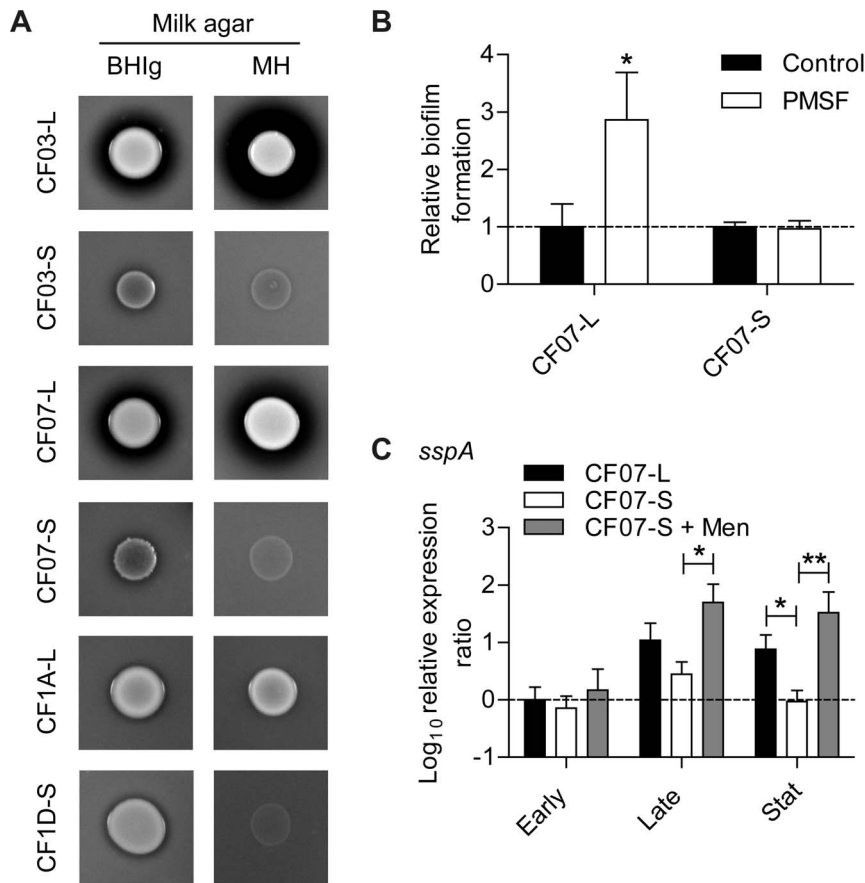 A
Milk agar
BHIg MH
CF03-L
CF03-S
CF07-L
CF07-S
CF1A-L
CF1D-S
B
Relative biofilm
formation
4
3
2
1
0
*
Control
PMSF
CF07-L CF07-S
C sspA
CF07-L
CF07-S
CF07-S + Men
Log10 relative expression
ratio
3
2
1
0
-1
* * **
Early Late Stat